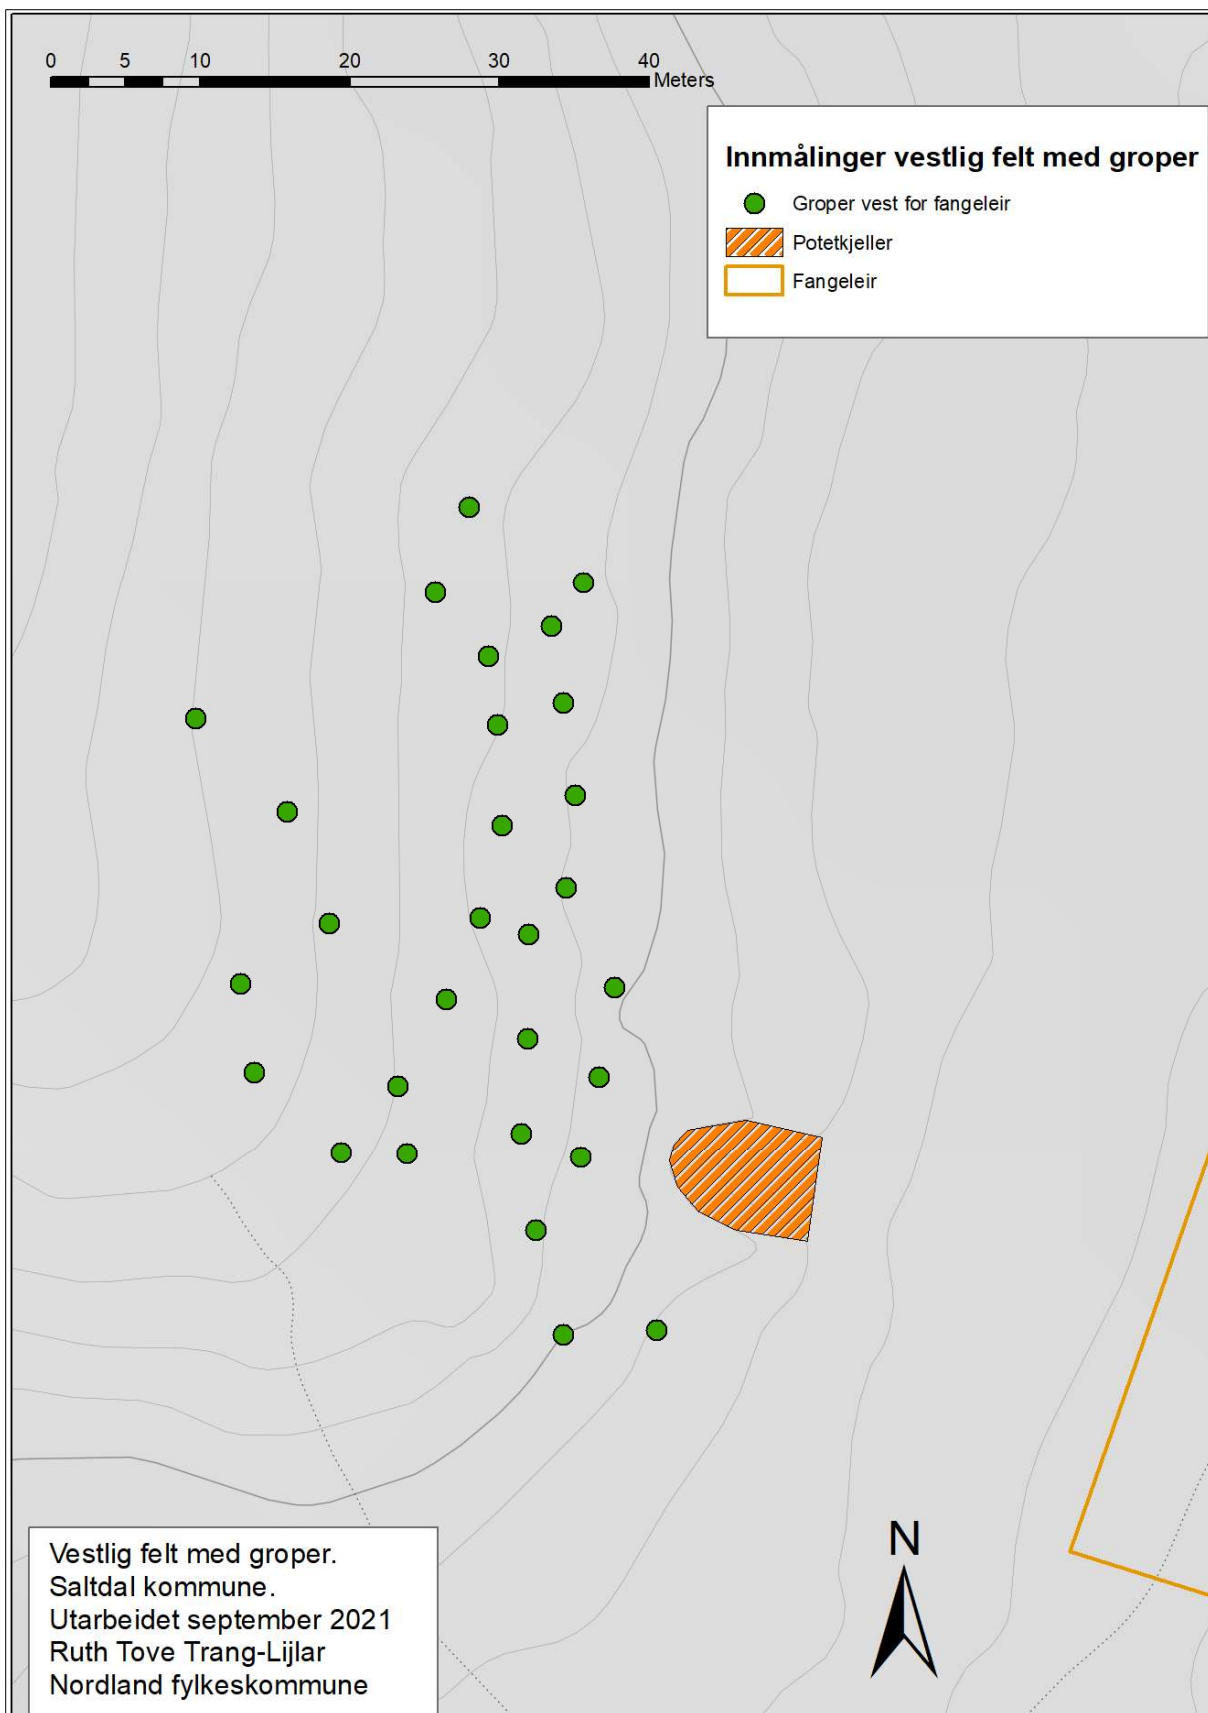 0 5 10 20 30 40
Meters
Innmålinger vestlig felt med groper
Groper vest for fangeleir
Potetkjeller
Fangeleir
N
Vestlig felt med groper.
Saltdal kommune.
Utarbeidet september 2021
Ruth Tove Trang-Lijlar
Nordland fylkeskommune